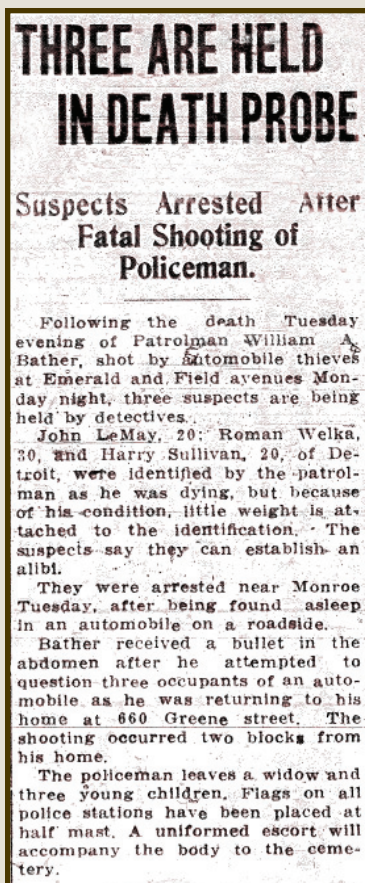 THREE ARE HELD
IN DEATH PROBE
Suspects Arrested After
Fatal Shooting of
Policeman.
Following the death Tuesday
evening of Patrolman William A.
Bather, shot by automobile thieves
at Emerald and Field avenues Mon-
day night, three suspects are being
held by detectives.
John LeMay, 20; Roman Welka,
30, and Harry Sullivan, 20, of De-
troit, were identified by the patrol-
man as he was dying, but because
of his condition, little weight is at-
tached to the identification. The
suspects say they can establish an
alibi.
They were arrested near Monroe
Tuesday, after being found asleep
in an automobile on a roadside.
Bather received a bullet in the
abdomen after he attempted to
question three occupants of an auto-
mobile as he was returning to his
home at 660 Greene street. The
shooting occurred two blocks from
his home.
The policeman leaves a widow and
three young children. Flags on all
police stations have been placed at
half mast. A uniformed escort will
accompany the body to the ceme-
tery.